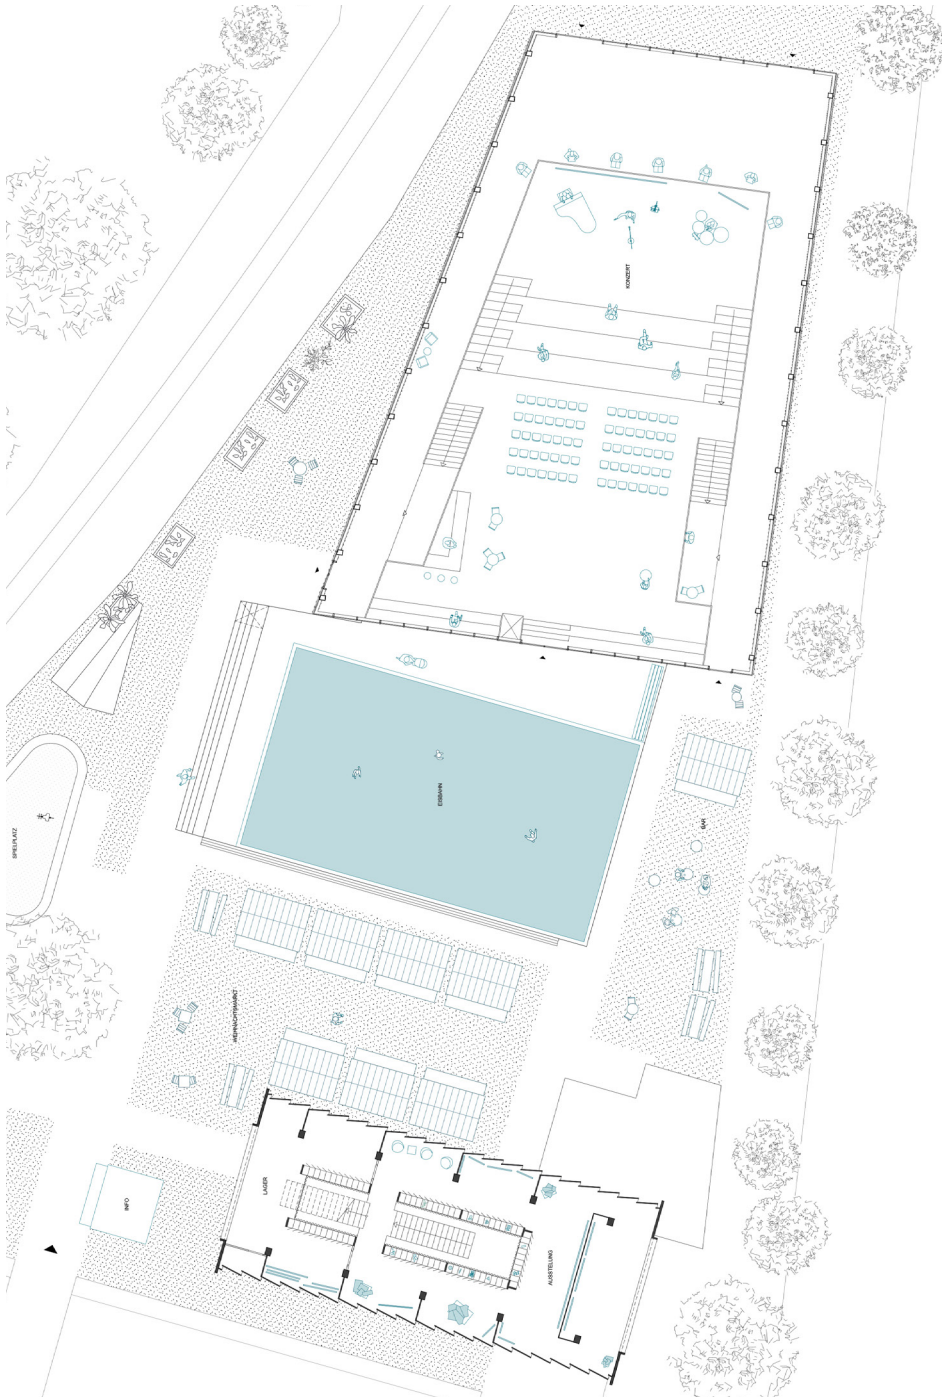 KONZERT
EISBAHN
BAR
SPIELPLATZ
WEIHNACHTSMARKT
LAGER
INFO
AUSSTELLUNG